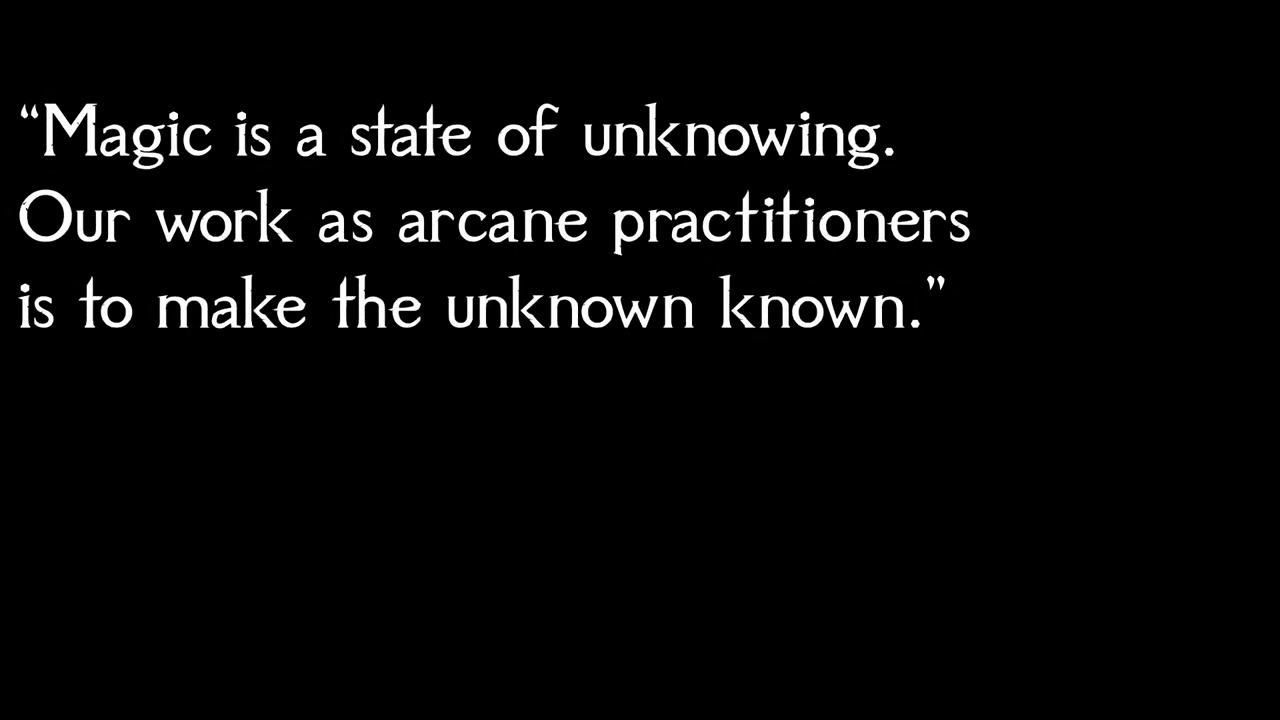 “Magic is a state of unknowing.
Our work as arcane practitioners
is to make the unknown known.”